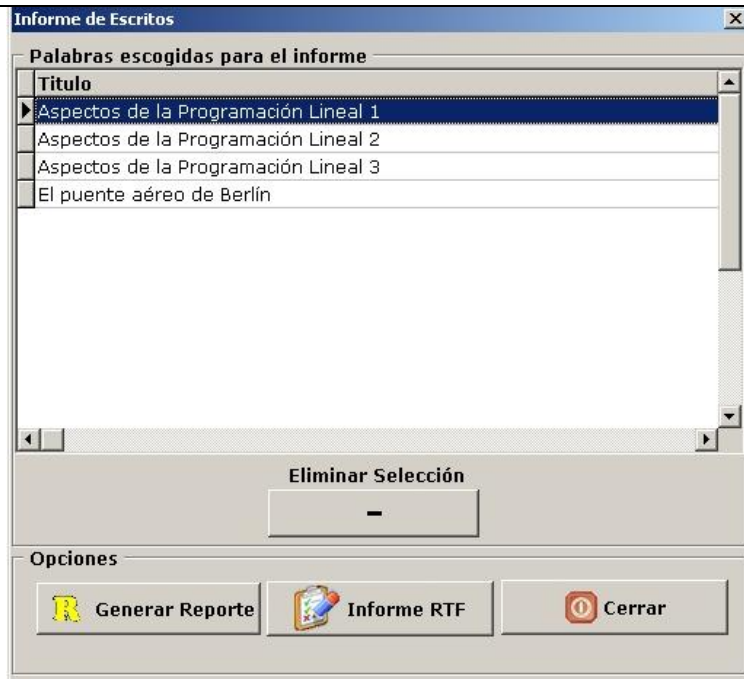 Informe de Escritos
Palabras escogidas para el informe
Titulo
Aspectos de la Programación Lineal 1
Aspectos de la Programación Lineal 2
Aspectos de la Programación Lineal 3
El puente aéreo de Berlín
Eliminar Selección
-
Opciones
R Generar Reporte Informe RTF Cerrar